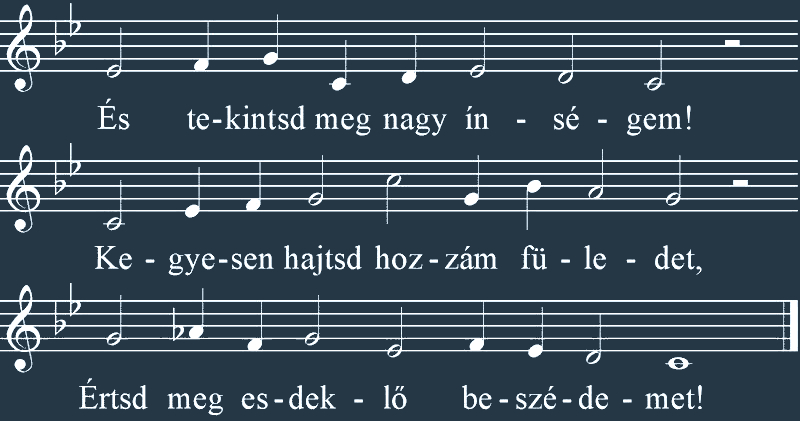 És te-kintsd meg nagy ín - sé - gem!
Ke - gye-sen hajtsd hoz-zám fü - le - det,
Értsd meg es-dek - lő be-szé-de - met!